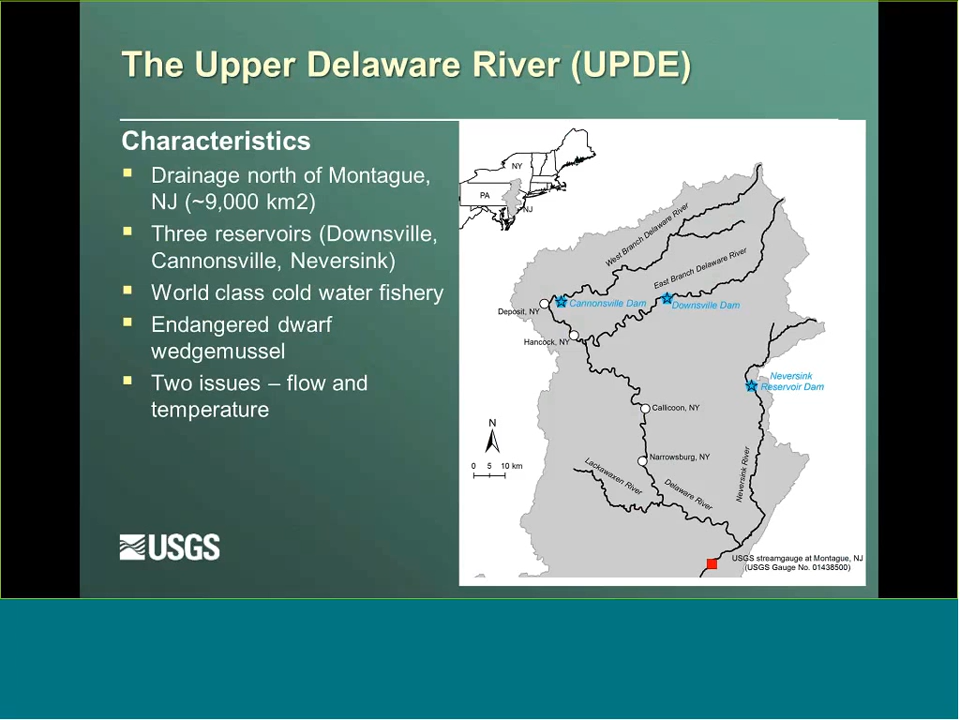 The Upper Delaware River (UPDE)
Characteristics
Drainage north of Montague,
NJ (~9,000 km2)
Three reservoirs (Downsville,
Cannonsville, Neversink)
World class cold water fishery
Endangered dwarf
wedgemussel
Two issues – flow and
temperature
USGS
NY
PA
NJ
West Branch Delaware River
East Branch Delaware River
Cannonsville Dam
Downsville Dam
Deposit, NY
Hancock, NY
Neversink
Reservoir Dam
Callicoon, NY
N
Narrowsburg, NY
0 5 10 km
Lackawaxen River
Delaware River
Neversink River
USGS streamgauge at Montague, NJ
(USGS Gauge No. 01438500)